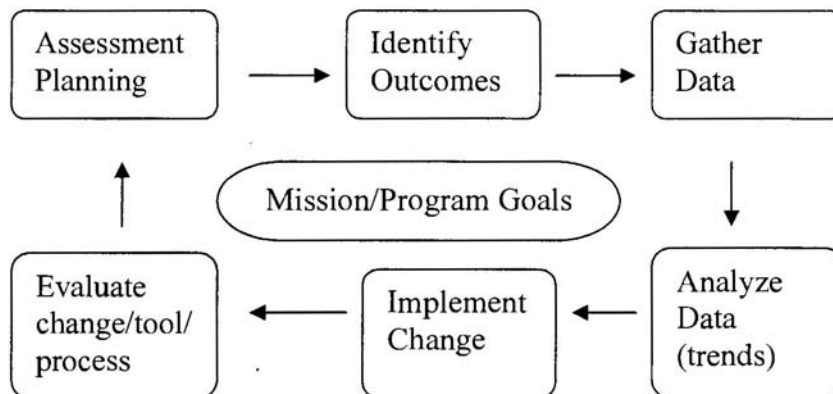 Assessment
Planning
Identify
Outcomes
Gather
Data
Mission/Program Goals
Evaluate
change/tool/
process
Implement
Change
Analyze
Data
(trends)